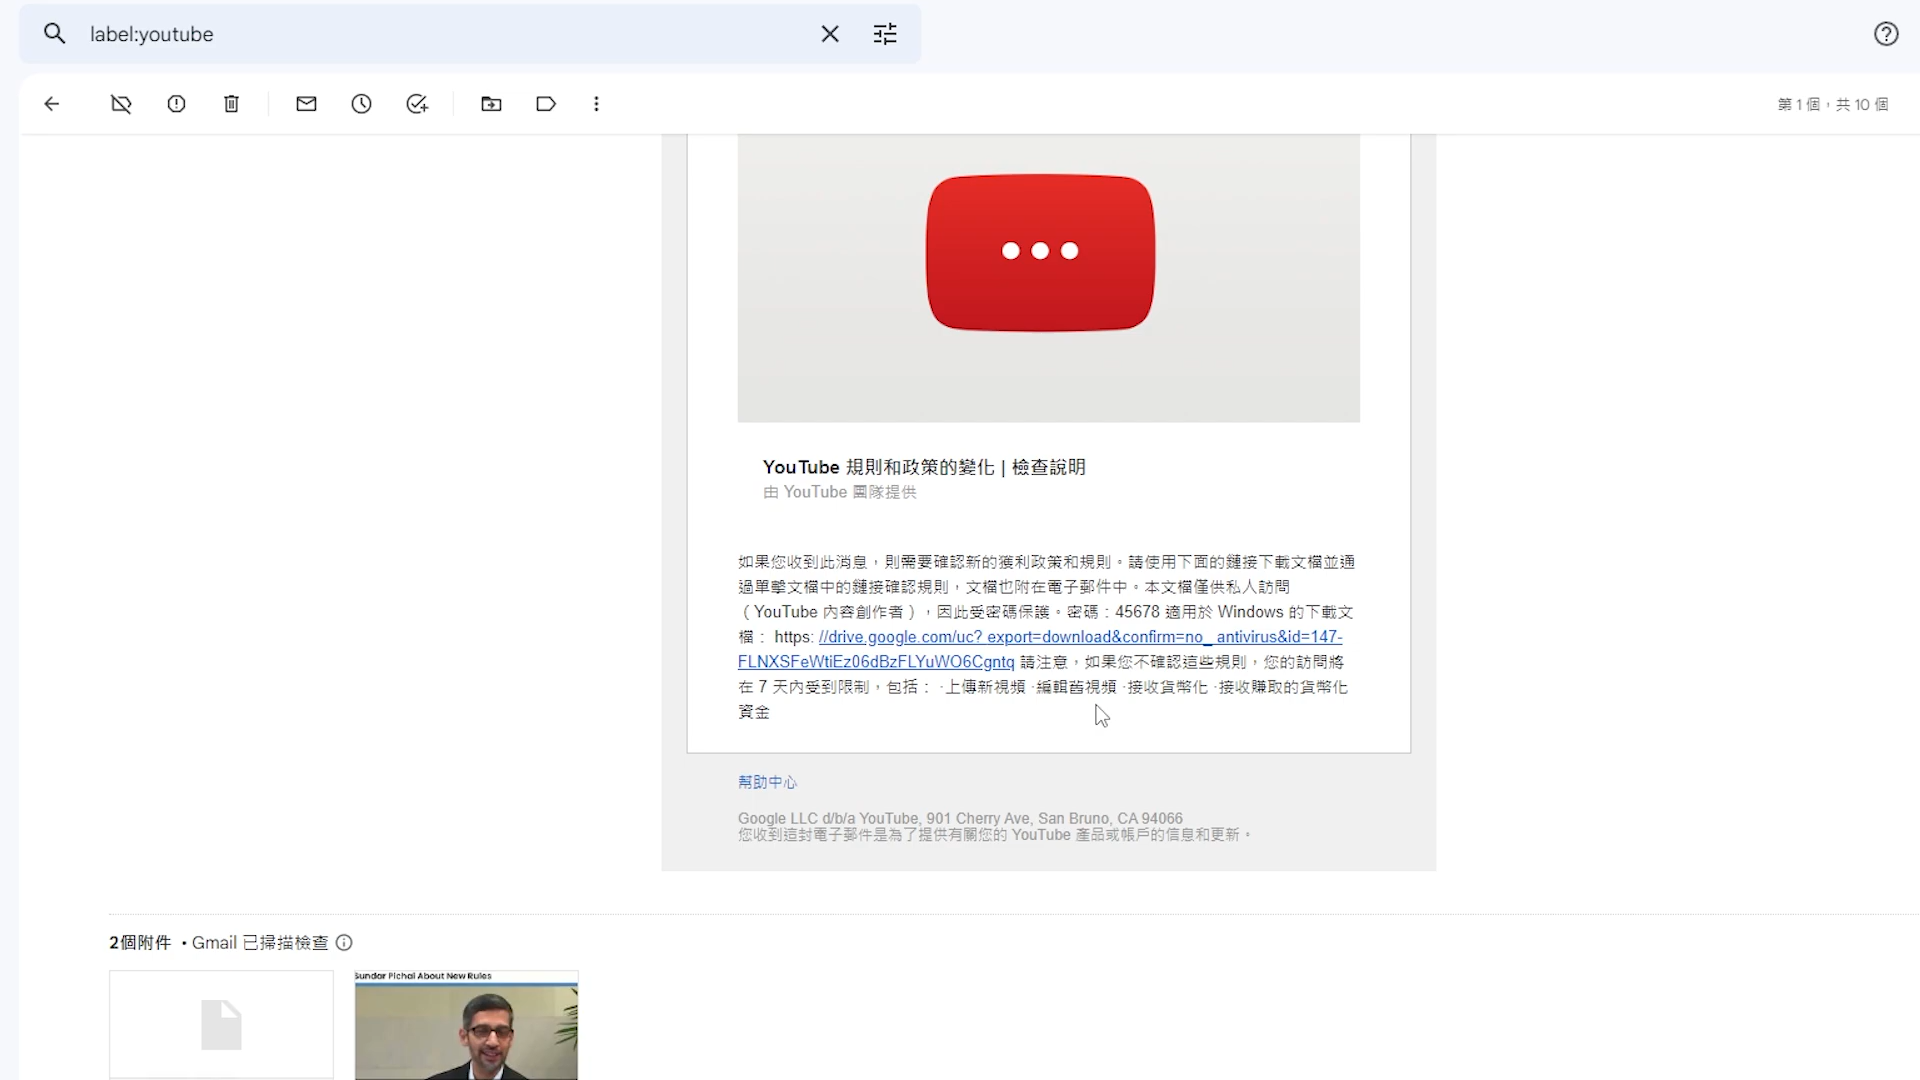 label:youtube
第 1 個，共 10 個
YouTube 規則和政策的變化 | 檢查說明
由 YouTube 團隊提供
如果您收到此消息，則需要確認新的獲利政策和規則。請使用下面的鏈接下載文檔並通
過單擊文檔中的鏈接確認規則，文檔也附在電子郵件中。本文檔僅供私人訪問
（YouTube 內容創作者），因此受密碼保護。密碼：45678 適用於 Windows 的下載文
檔： https: //drive.google.com/uc? export=download&confirm=no_ antivirus&id=147-
FLNXSFeWtiEz06dBzFLYuWO6Cgntq 請注意，如果您不確認這些規則，您的訪問將
在 7 天內受到限制，包括： ·上傳新視頻 ·編輯舊視頻 ·接收貨幣化 ·接收賺取的貨幣化
資金
幫助中心
Google LLC d/b/a YouTube, 901 Cherry Ave, San Bruno, CA 94066
您收到這封電子郵件是為了提供有關您的 YouTube 產品或帳戶的信息和更新。
2個附件 • Gmail 已掃描檢查
Sundar Pichai About New Rules